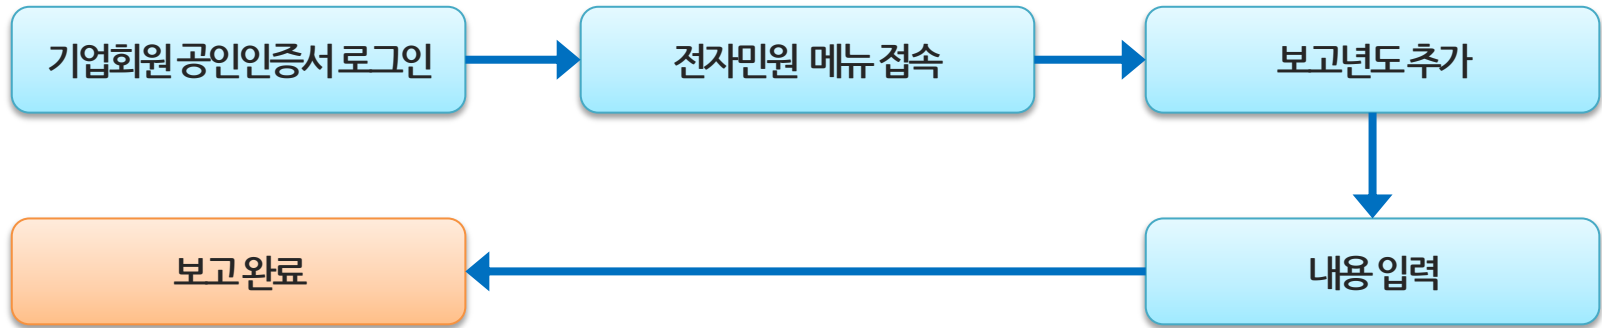 기업회원 공인인증서 로그인
전자민원 메뉴 접속
보고년도 추가
내용 입력
보고 완료